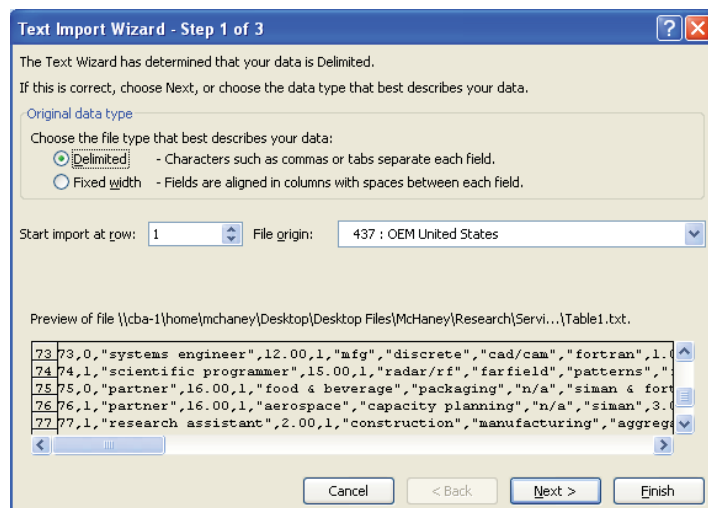 Text Import Wizard - Step 1 of 3
The Text Wizard has determined that your data is Delimited.
If this is correct, choose Next, or choose the data type that best describes your data.
Original data type
Choose the file type that best describes your data:
Delimited - Characters such as commas or tabs separate each field.
Fixed width - Fields are aligned in columns with spaces between each field.
Start import at row: 1 File origin: 437 : OEM United States
Preview of file \\cba-1\home\mchaney\Desktop\Desktop Files\McHaney\Research\Servi...\Table1.txt.
73 73,0,"systems engineer",12.00,1,"mfg","discrete","cad/cam","fortran",1.0
74 74,1,"scientific programmer",15.00,1,"radar/rf","farfield","patterns","
75 75,0,"partner",16.00,1,"food & beverage","packaging","n/a","siman & fort
76 76,1,"partner",16.00,1,"aerospace","capacity planning","n/a","siman",3.0
77 77,1,"research assistant",2.00,1,"construction","manufacturing","aggrega
Cancel < Back Next > Finish